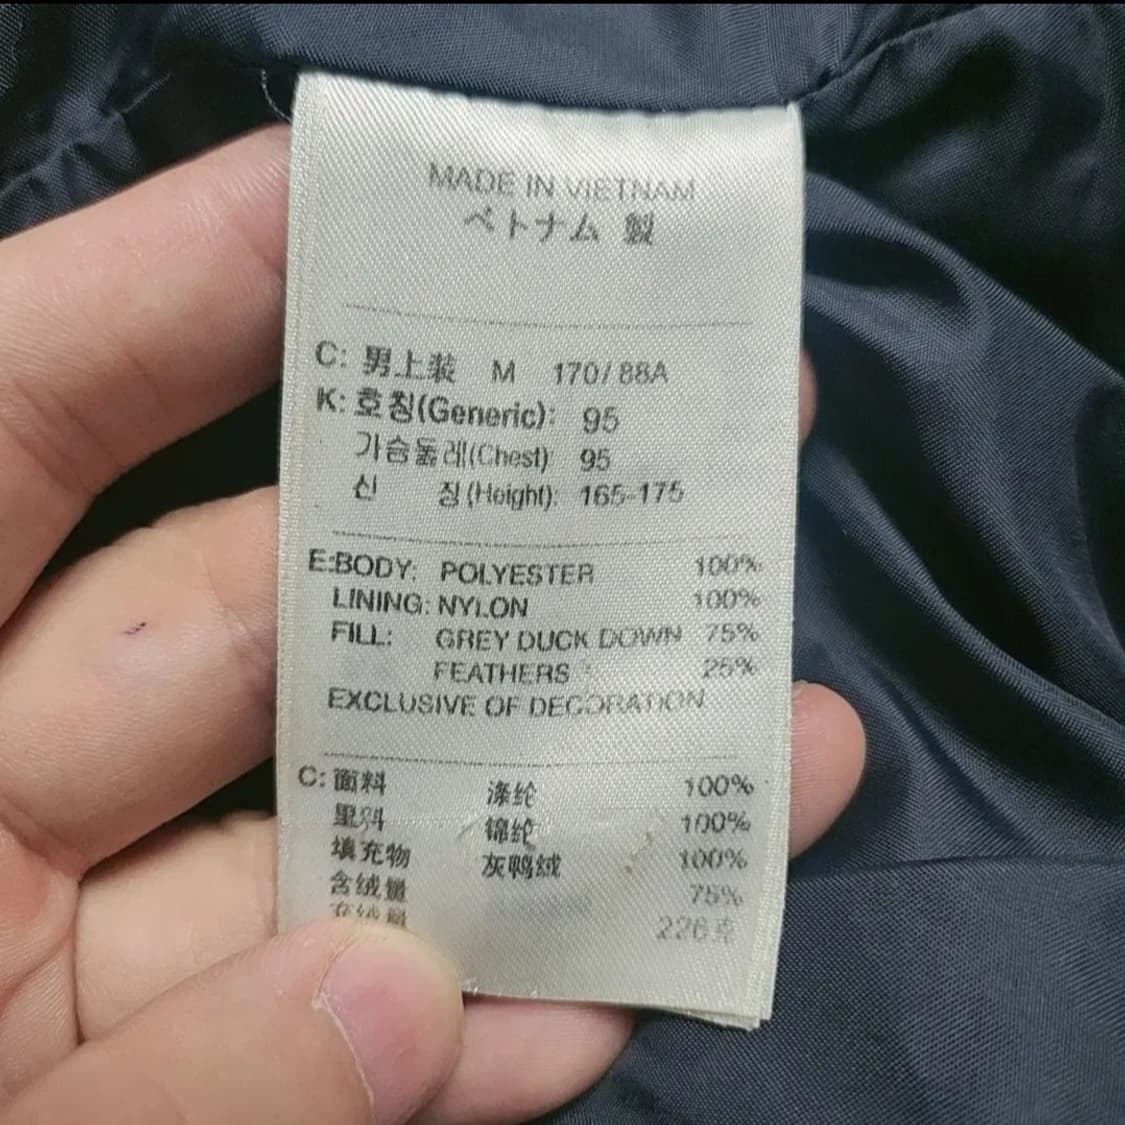 MADE IN VIETNAM
ベトナム 製
C: 男上装 M 170/88A
K: 호칭(Generic): 95
가슴둘레(Chest) 95
신 장(Height): 165-175
E:BODY: POLYESTER 100%
LINING: NYLON 100%
FILL: GREY DUCK DOWN 75%
FEATHERS 25%
EXCLUSIVE OF DECORATION
C: 面料 涤纶 100%
里料 锦纶 100%
填充物 灰鸭绒 100%
含绒量 75%
充绒量 226克